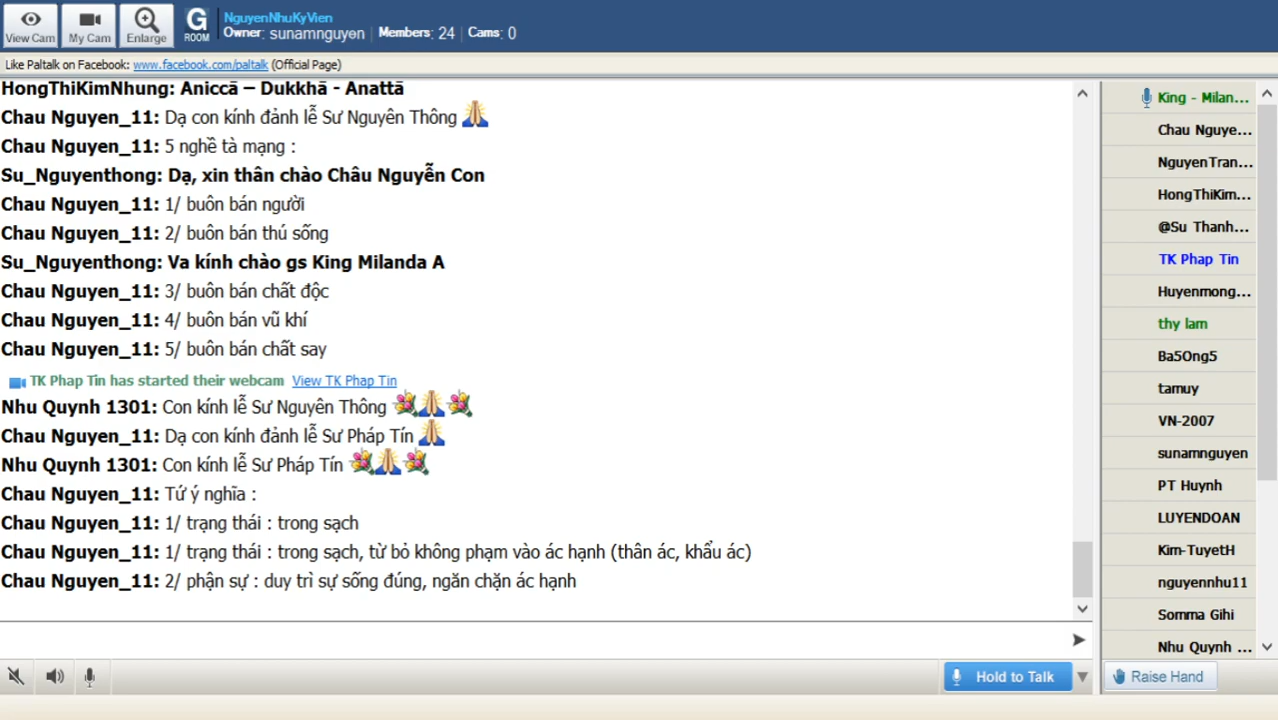 View Cam
My Cam
Enlarge
G
ROOM
NguyenNhuKyVien
Owner: sunamnguyen | Members: 24 | Cams: 0
Like Paltalk on Facebook: www.facebook.com/paltalk (Official Page)
HongThiKimNhung: Aniccā – Dukkhā - Anattā
Chau Nguyen_11: Dạ con kính đảnh lễ Sư Nguyên Thông
Chau Nguyen_11: 5 nghề tà mạng :
Su_Nguyenthong: Dạ, xin thân chào Châu Nguyễn Con
Chau Nguyen_11: 1/ buôn bán người
Chau Nguyen_11: 2/ buôn bán thú sống
Su_Nguyenthong: Va kính chào gs King Milanda A
Chau Nguyen_11: 3/ buôn bán chất độc
Chau Nguyen_11: 4/ buôn bán vũ khí
Chau Nguyen_11: 5/ buôn bán chất say
TK Phap Tin has started their webcam View TK Phap Tin
Nhu Quynh 1301: Con kính lễ Sư Nguyên Thông
Chau Nguyen_11: Dạ con kính đảnh lễ Sư Pháp Tín
Nhu Quynh 1301: Con kính lễ Sư Pháp Tín
Chau Nguyen_11: Tứ ý nghĩa :
Chau Nguyen_11: 1/ trạng thái : trong sạch
Chau Nguyen_11: 1/ trạng thái : trong sạch, từ bỏ không phạm vào ác hạnh (thân ác, khẩu ác)
Chau Nguyen_11: 2/ phận sự : duy trì sự sống đúng, ngăn chặn ác hạnh
Hold to Talk
King - Milan...
Chau Nguye...
NguyenTran...
HongThiKim...
@Su Thanh...
TK Phap Tin
Huyenmong...
thy lam
Ba5Ong5
tamuy
VN-2007
sunamnguyen
PT Huynh
LUYENDOAN
Kim-TuyetH
nguyennhu11
Somma Gihi
Nhu Quynh ...
Raise Hand